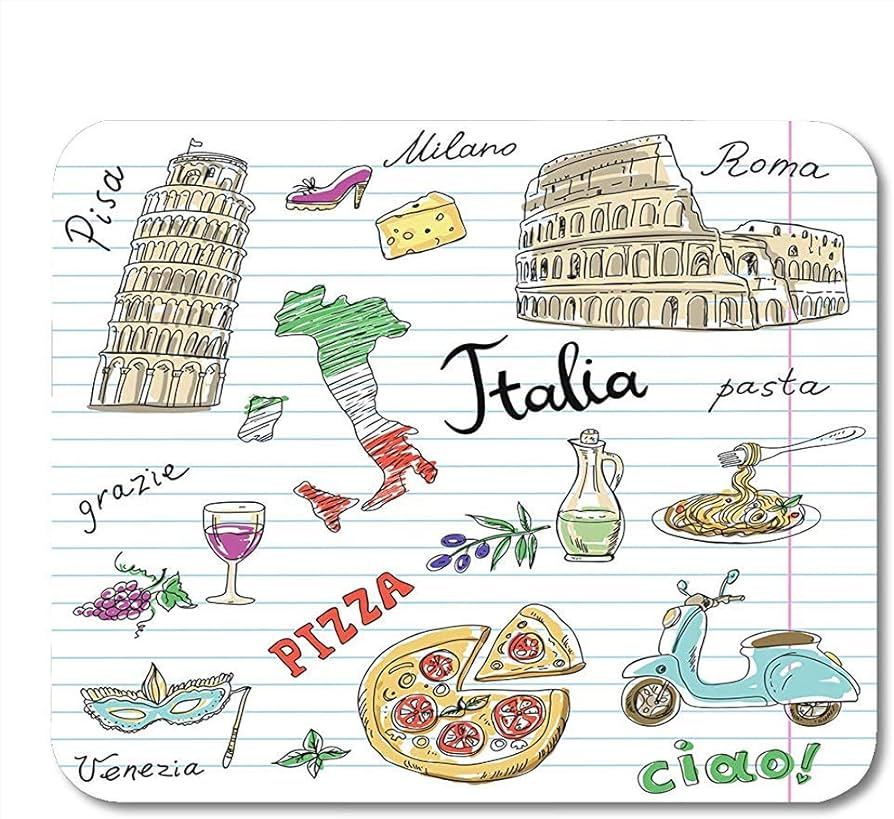 Pisa
Milano
Roma
Italia
pasta
grazie
PIZZA
Venezia
ciao!